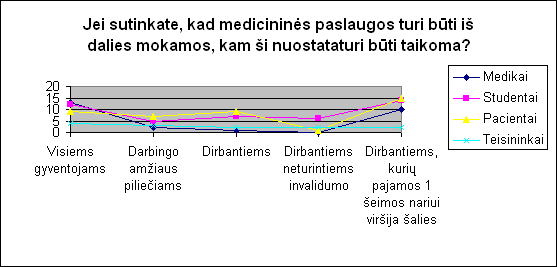 Jei sutinkate, kad medicininės paslaugos turi būti iš
dalies mokamos, kam ši nuostataturi būti taikoma?
20
15
10
5
0
Visiems
gyventojams
Darbingo
amžiaus
piliečiams
Dirbantiems
Dirbantiems
neturintiems
invalidumo
Dirbantiems,
kurių
pajamos 1
šeimos nariui
viršija šalies
Medikai
Studentai
Pacientai
Teisininkai